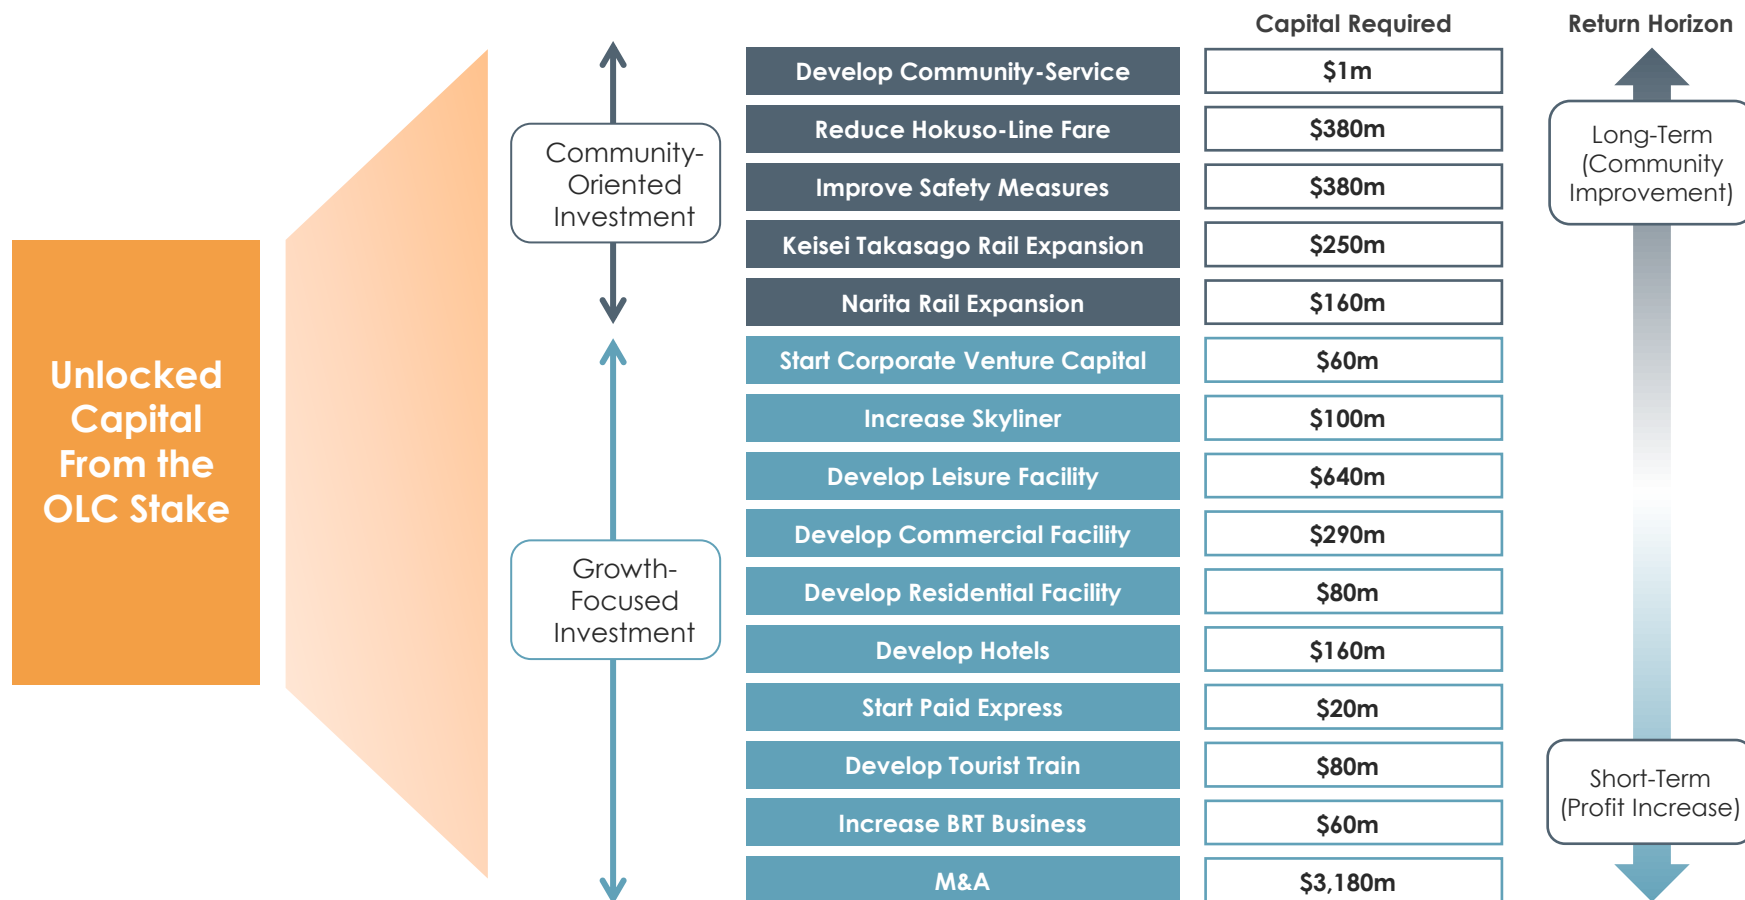 Capital Required
Return Horizon
Unlocked
Capital
From the
OLC Stake
Community-
Oriented
Investment
Growth-
Focused
Investment
Develop Community-Service
$1m
Reduce Hokuso-Line Fare
$380m
Improve Safety Measures
$380m
Keisei Takasago Rail Expansion
$250m
Narita Rail Expansion
$160m
Start Corporate Venture Capital
$60m
Increase Skyliner
$100m
Develop Leisure Facility
$640m
Develop Commercial Facility
$290m
Develop Residential Facility
$80m
Develop Hotels
$160m
Start Paid Express
$20m
Develop Tourist Train
$80m
Increase BRT Business
$60m
M&A
$3,180m
Long-Term
(Community
Improvement)
Short-Term
(Profit Increase)